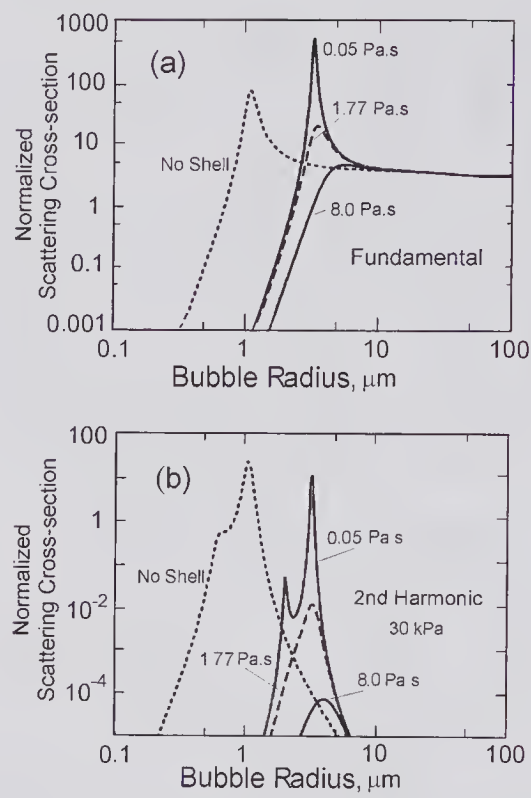 1000
100
10
1
0.1
0.001
Normalized
Scattering Cross-section
(a)
0.05 Pa.s
1.77 Pa.s
No Shell
8.0 Pa.s
Fundamental
0.1
1
10
100
Bubble Radius, μm
100
1
10-2
10-4
Normalized
Scattering Cross-section
(b)
0.05 Pa s
No Shell
2nd Harmonic
30 kPa
1 77 Pa.s
8.0 Pa s
0.1
1
10
100
Bubble Radius, μm